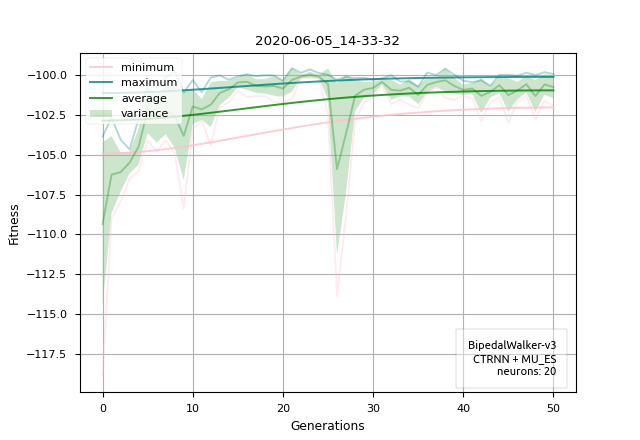 2020-06-05_14-33-32
minimum
maximum
average
variance
Fitness
−100.0
−102.5
−105.0
−107.5
−110.0
−112.5
−115.0
−117.5
BipedalWalker-v3
CTRNN + MU_ES
neurons: 20
0 10 20 30 40 50
Generations